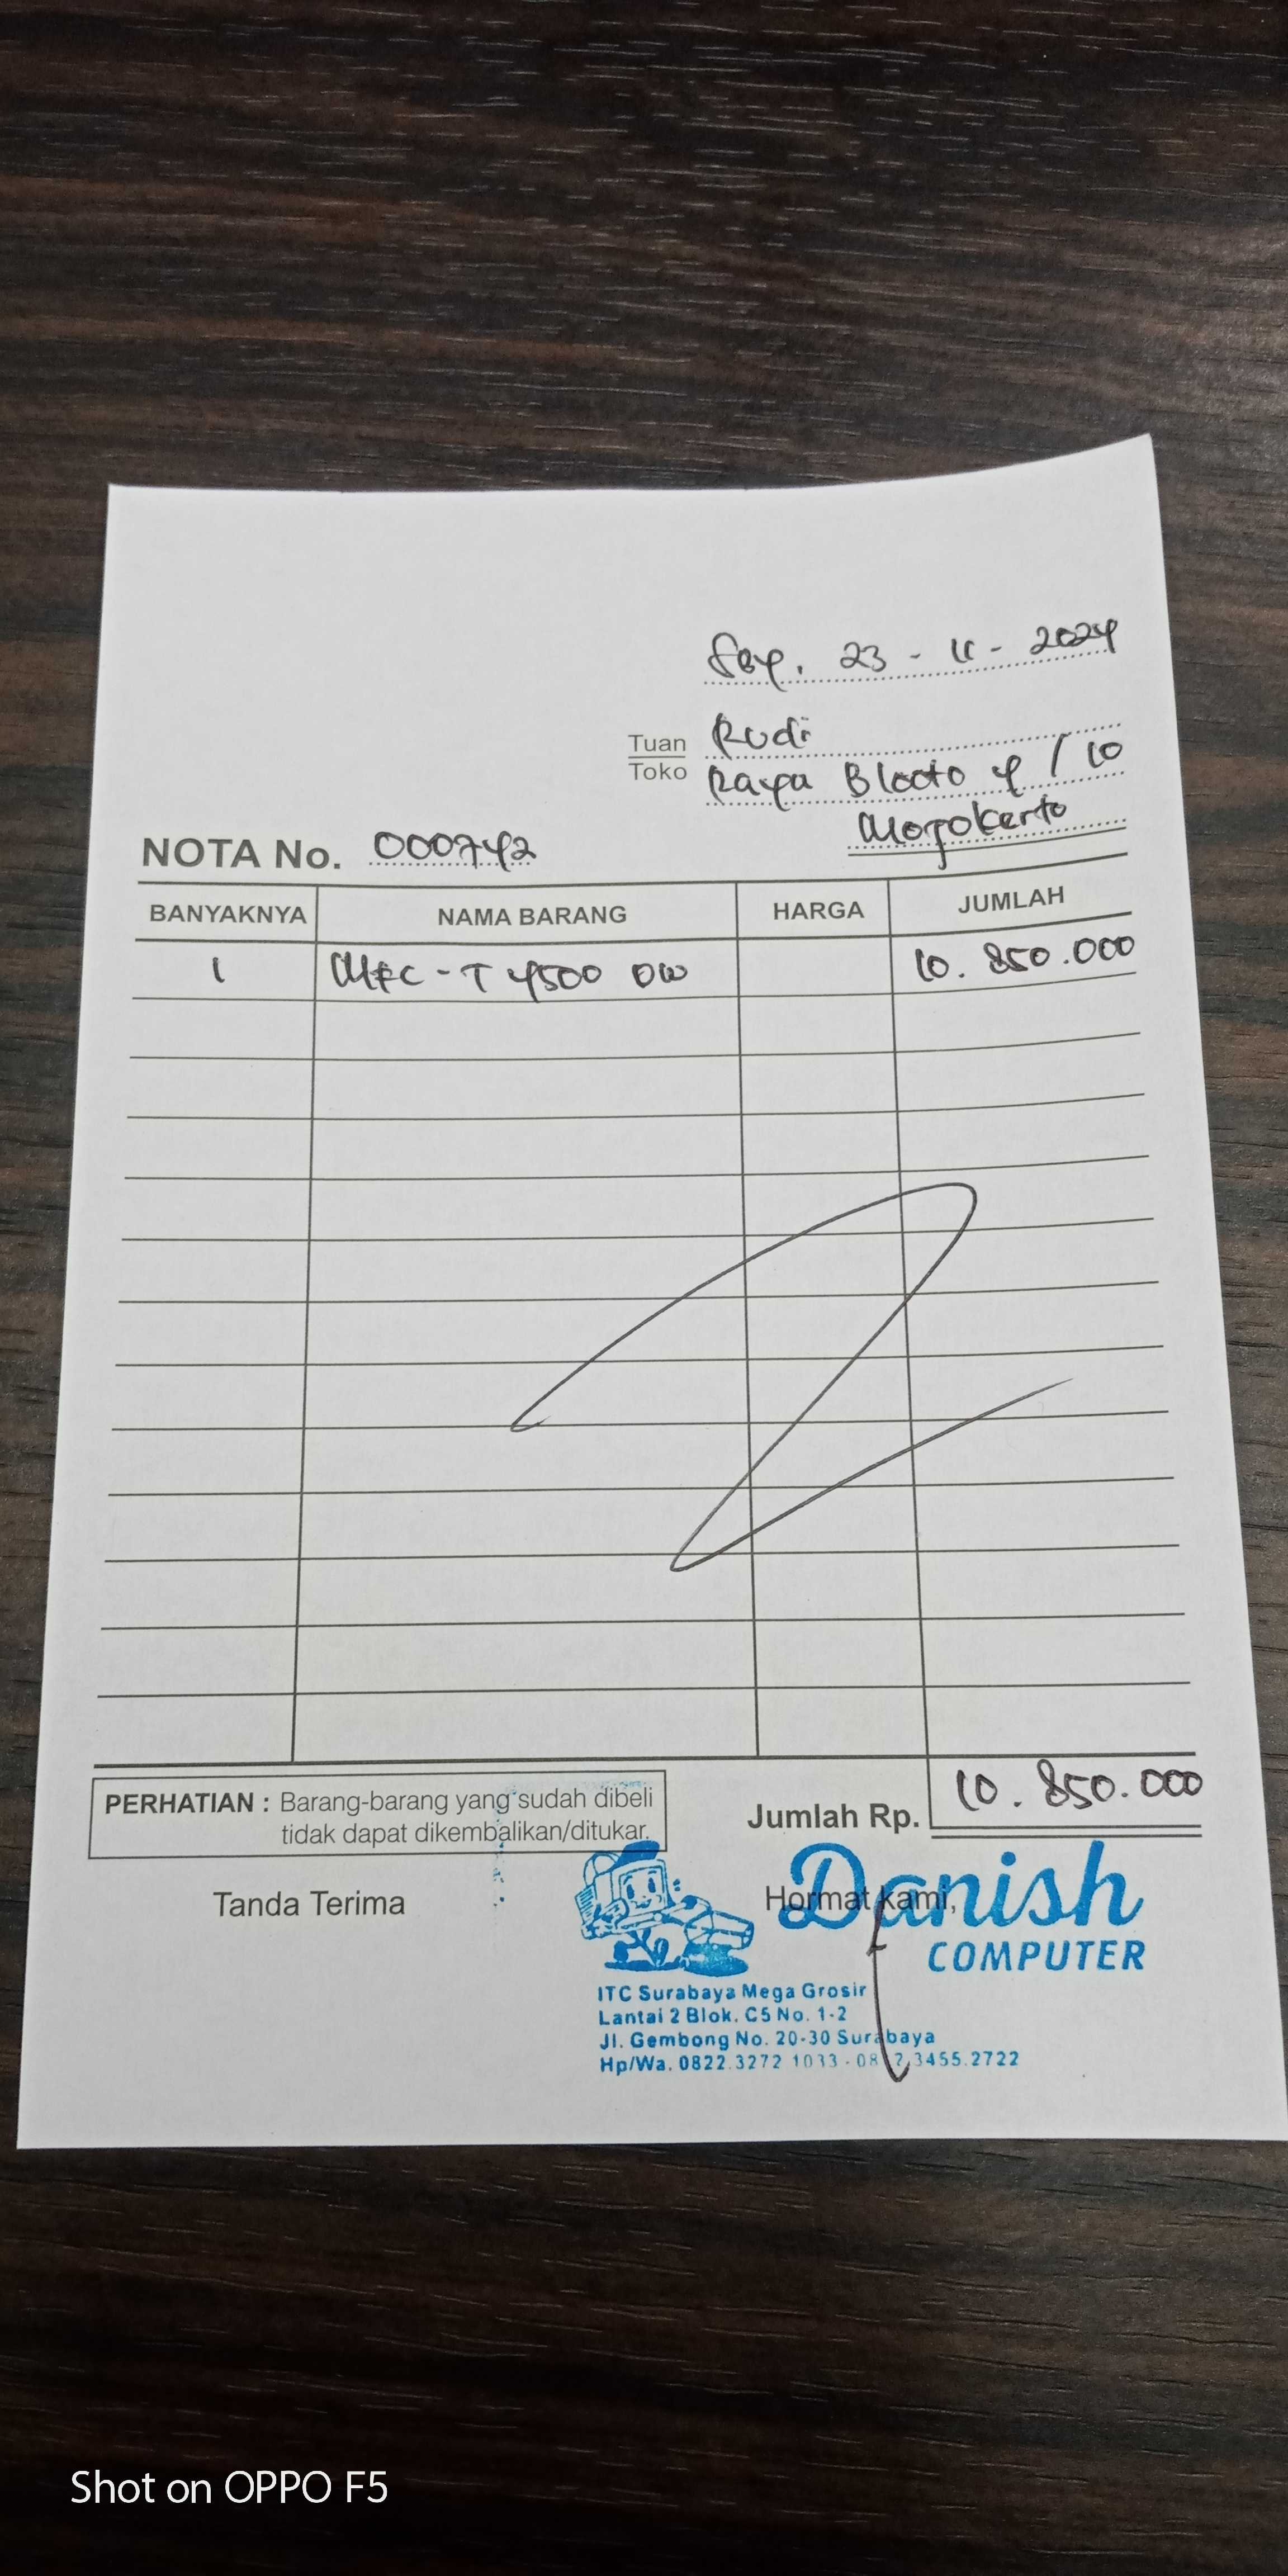 Sby. 23 - 11 - 2024
Tuan Rudi
Toko Raya Blooto 4 / 10
Mojokerto
NOTA No. 0000742
BANYAKNYA NAMA BARANG HARGA JUMLAH
1 MFC - T 4500 DW 10. 850.000
PERHATIAN : Barang-barang yang sudah dibeli
tidak dapat dikembalikan/ditukar.
Jumlah Rp. 10. 850.000
Tanda Terima
Hormat kami,
Danish
COMPUTER
ITC Surabaya Mega Grosir
Lantai 2 Blok. C5 No. 1-2
Jl. Gembong No. 20-30 Surabaya
Hp/Wa. 0822.3272 1033 -
Shot on OPPO F5